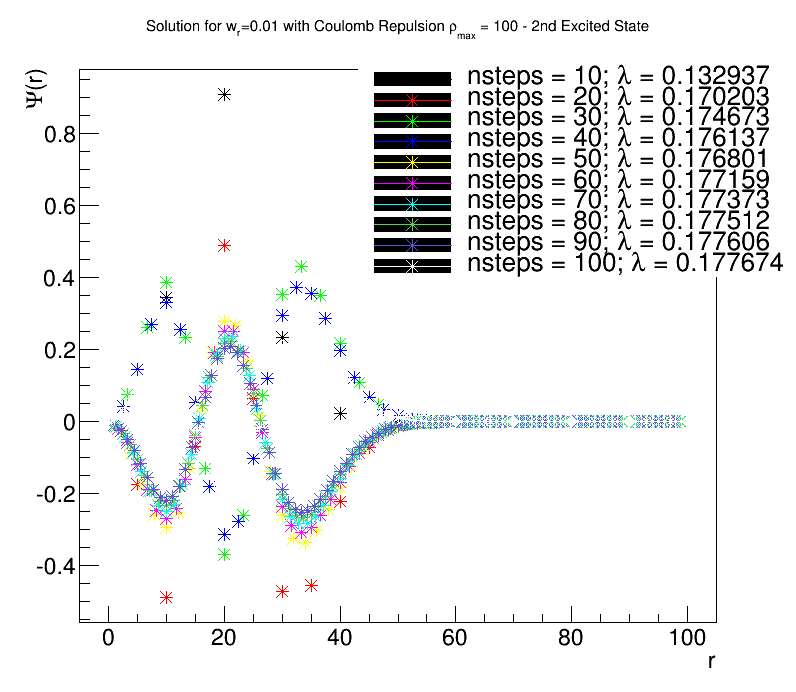 Solution for wr=0.01 with Coulomb Repulsion ρmax = 100 - 2nd Excited State
Ψ(r)
nsteps = 10; λ = 0.132937
nsteps = 20; λ = 0.170203
nsteps = 30; λ = 0.174673
nsteps = 40; λ = 0.176137
nsteps = 50; λ = 0.176801
nsteps = 60; λ = 0.177159
nsteps = 70; λ = 0.177373
nsteps = 80; λ = 0.177512
nsteps = 90; λ = 0.177606
nsteps = 100; λ = 0.177674
0.8
0.6
0.4
0.2
0
-0.2
-0.4
0 20 40 60 80 100
r